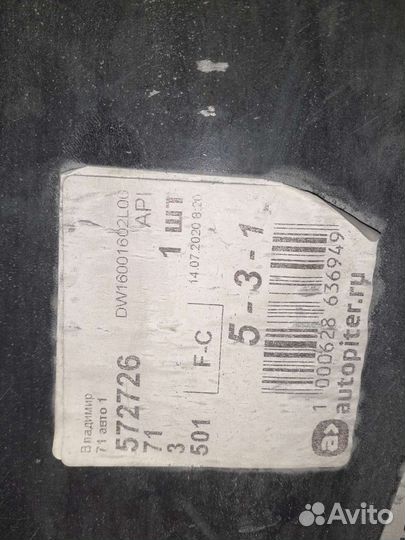 Владимир
71 авто 1
572726
71
3
501
DW16001602L00
API
1 шт
14.07.2020 8:20
F-C
5-3-1
1 000628 636949
autopiter.ru
Avito